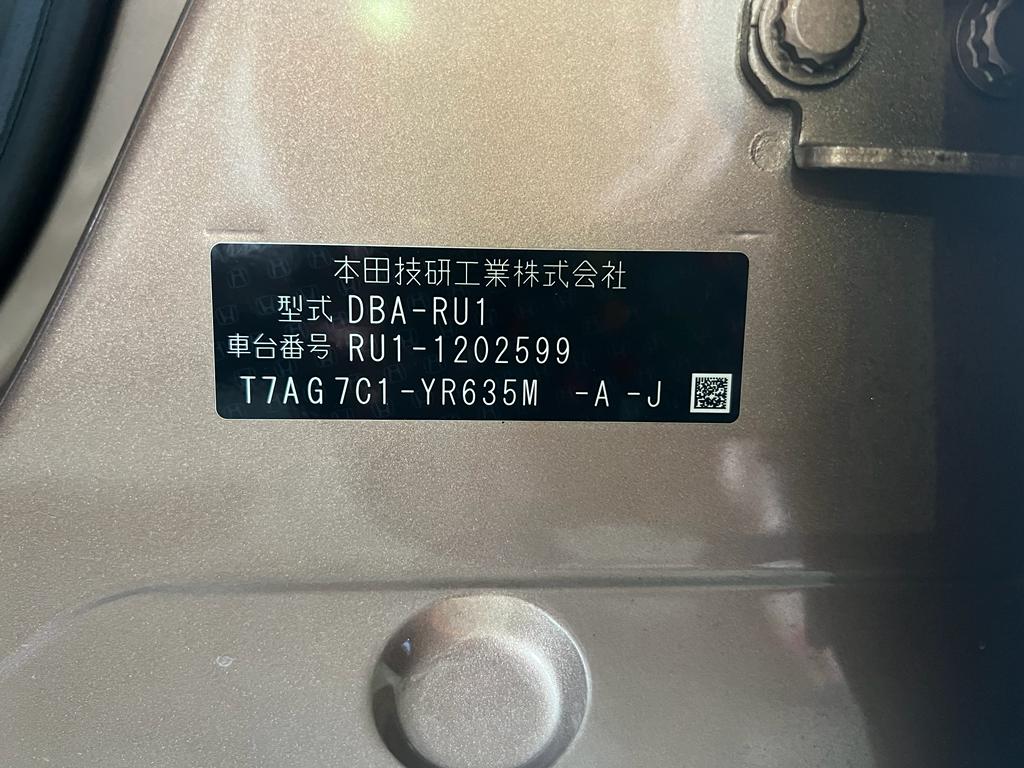 本田技研工業株式会社
型式 DBA-RU1
車台番号 RU1-1202599
T7AG7C1-YR635M -A -J